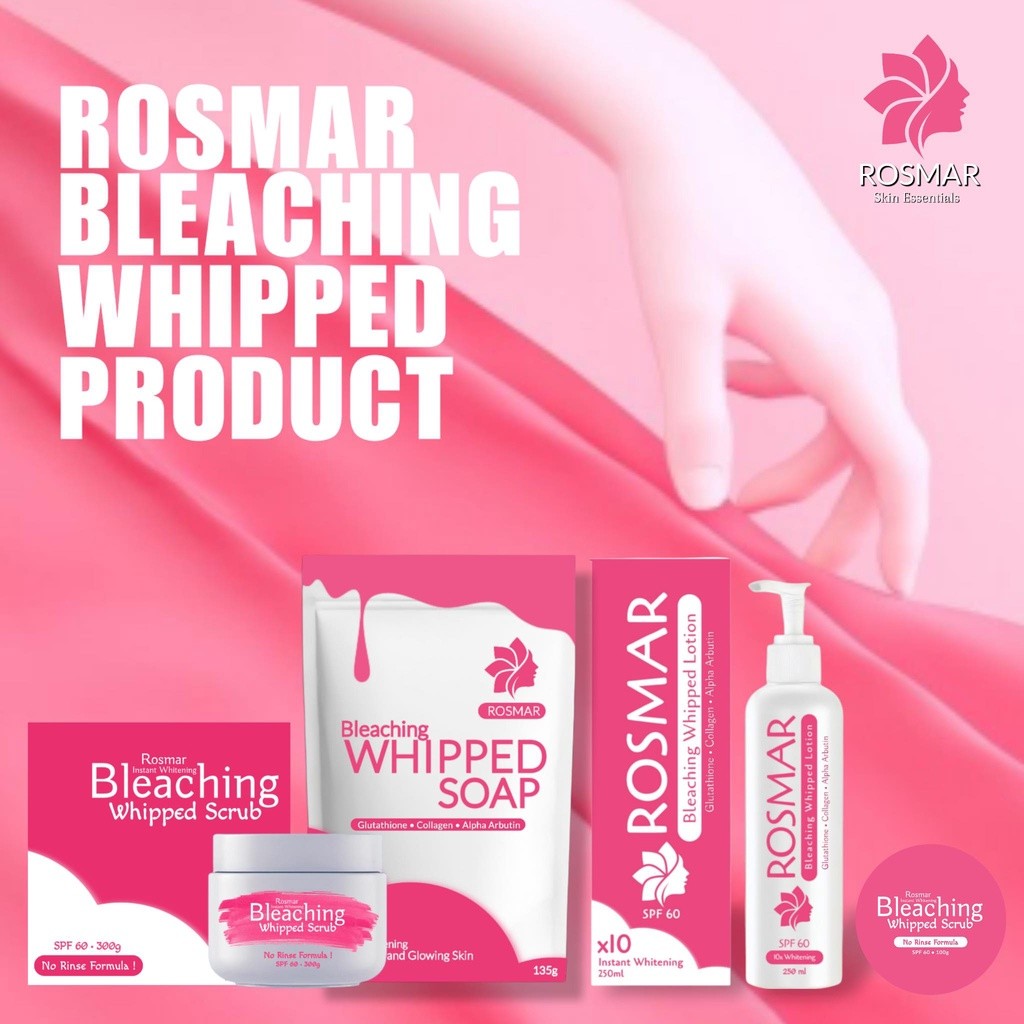 ROSMAR
BLEACHING
WHIPPED
PRODUCT
ROSMAR
Skin Essentials
Rosmar
Instant Whitening
Bleaching
Whipped Scrub
SPF 60 • 300g
No Rinse Formula !
Rosmar
Instant Whitening
Bleaching
Whipped Scrub
No Rinse Formula !
SPF 60 - 300g
ROSMAR
Bleaching
WHIPPED
SOAP
Glutathione • Collagen • Alpha Arbutin
and Glowing Skin
135g
ROSMAR
Bleaching Whipped Lotion
Glutathione • Collagen • Alpha Arbutin
SPF 60
x10
Instant Whitening
250ml
ROSMAR
Bleaching Whipped Lotion
Glutathione • Collagen • Alpha Arbutin
SPF 60
10x Whitening
250 ml
Rosmar
Instant Whitening
Bleaching
Whipped Scrub
No Rinse Formula